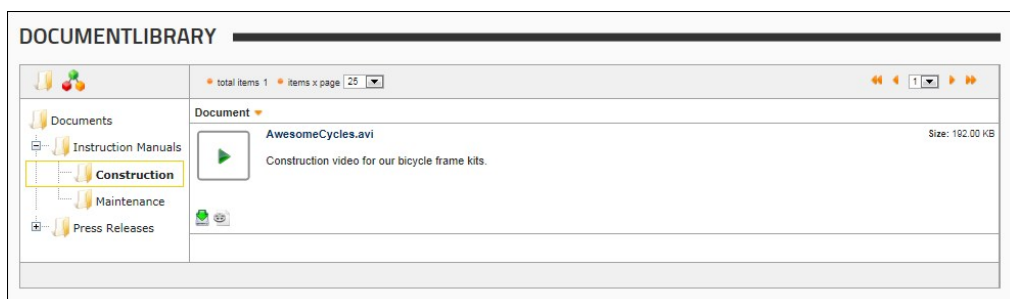 DOCUMENTLIBRARY
total items 1 items x page 25
1
Documents
Instruction Manuals
Construction
Maintenance
Press Releases
Document
AwesomeCycles.avi
Size: 192.00 KB
Construction video for our bicycle frame kits.